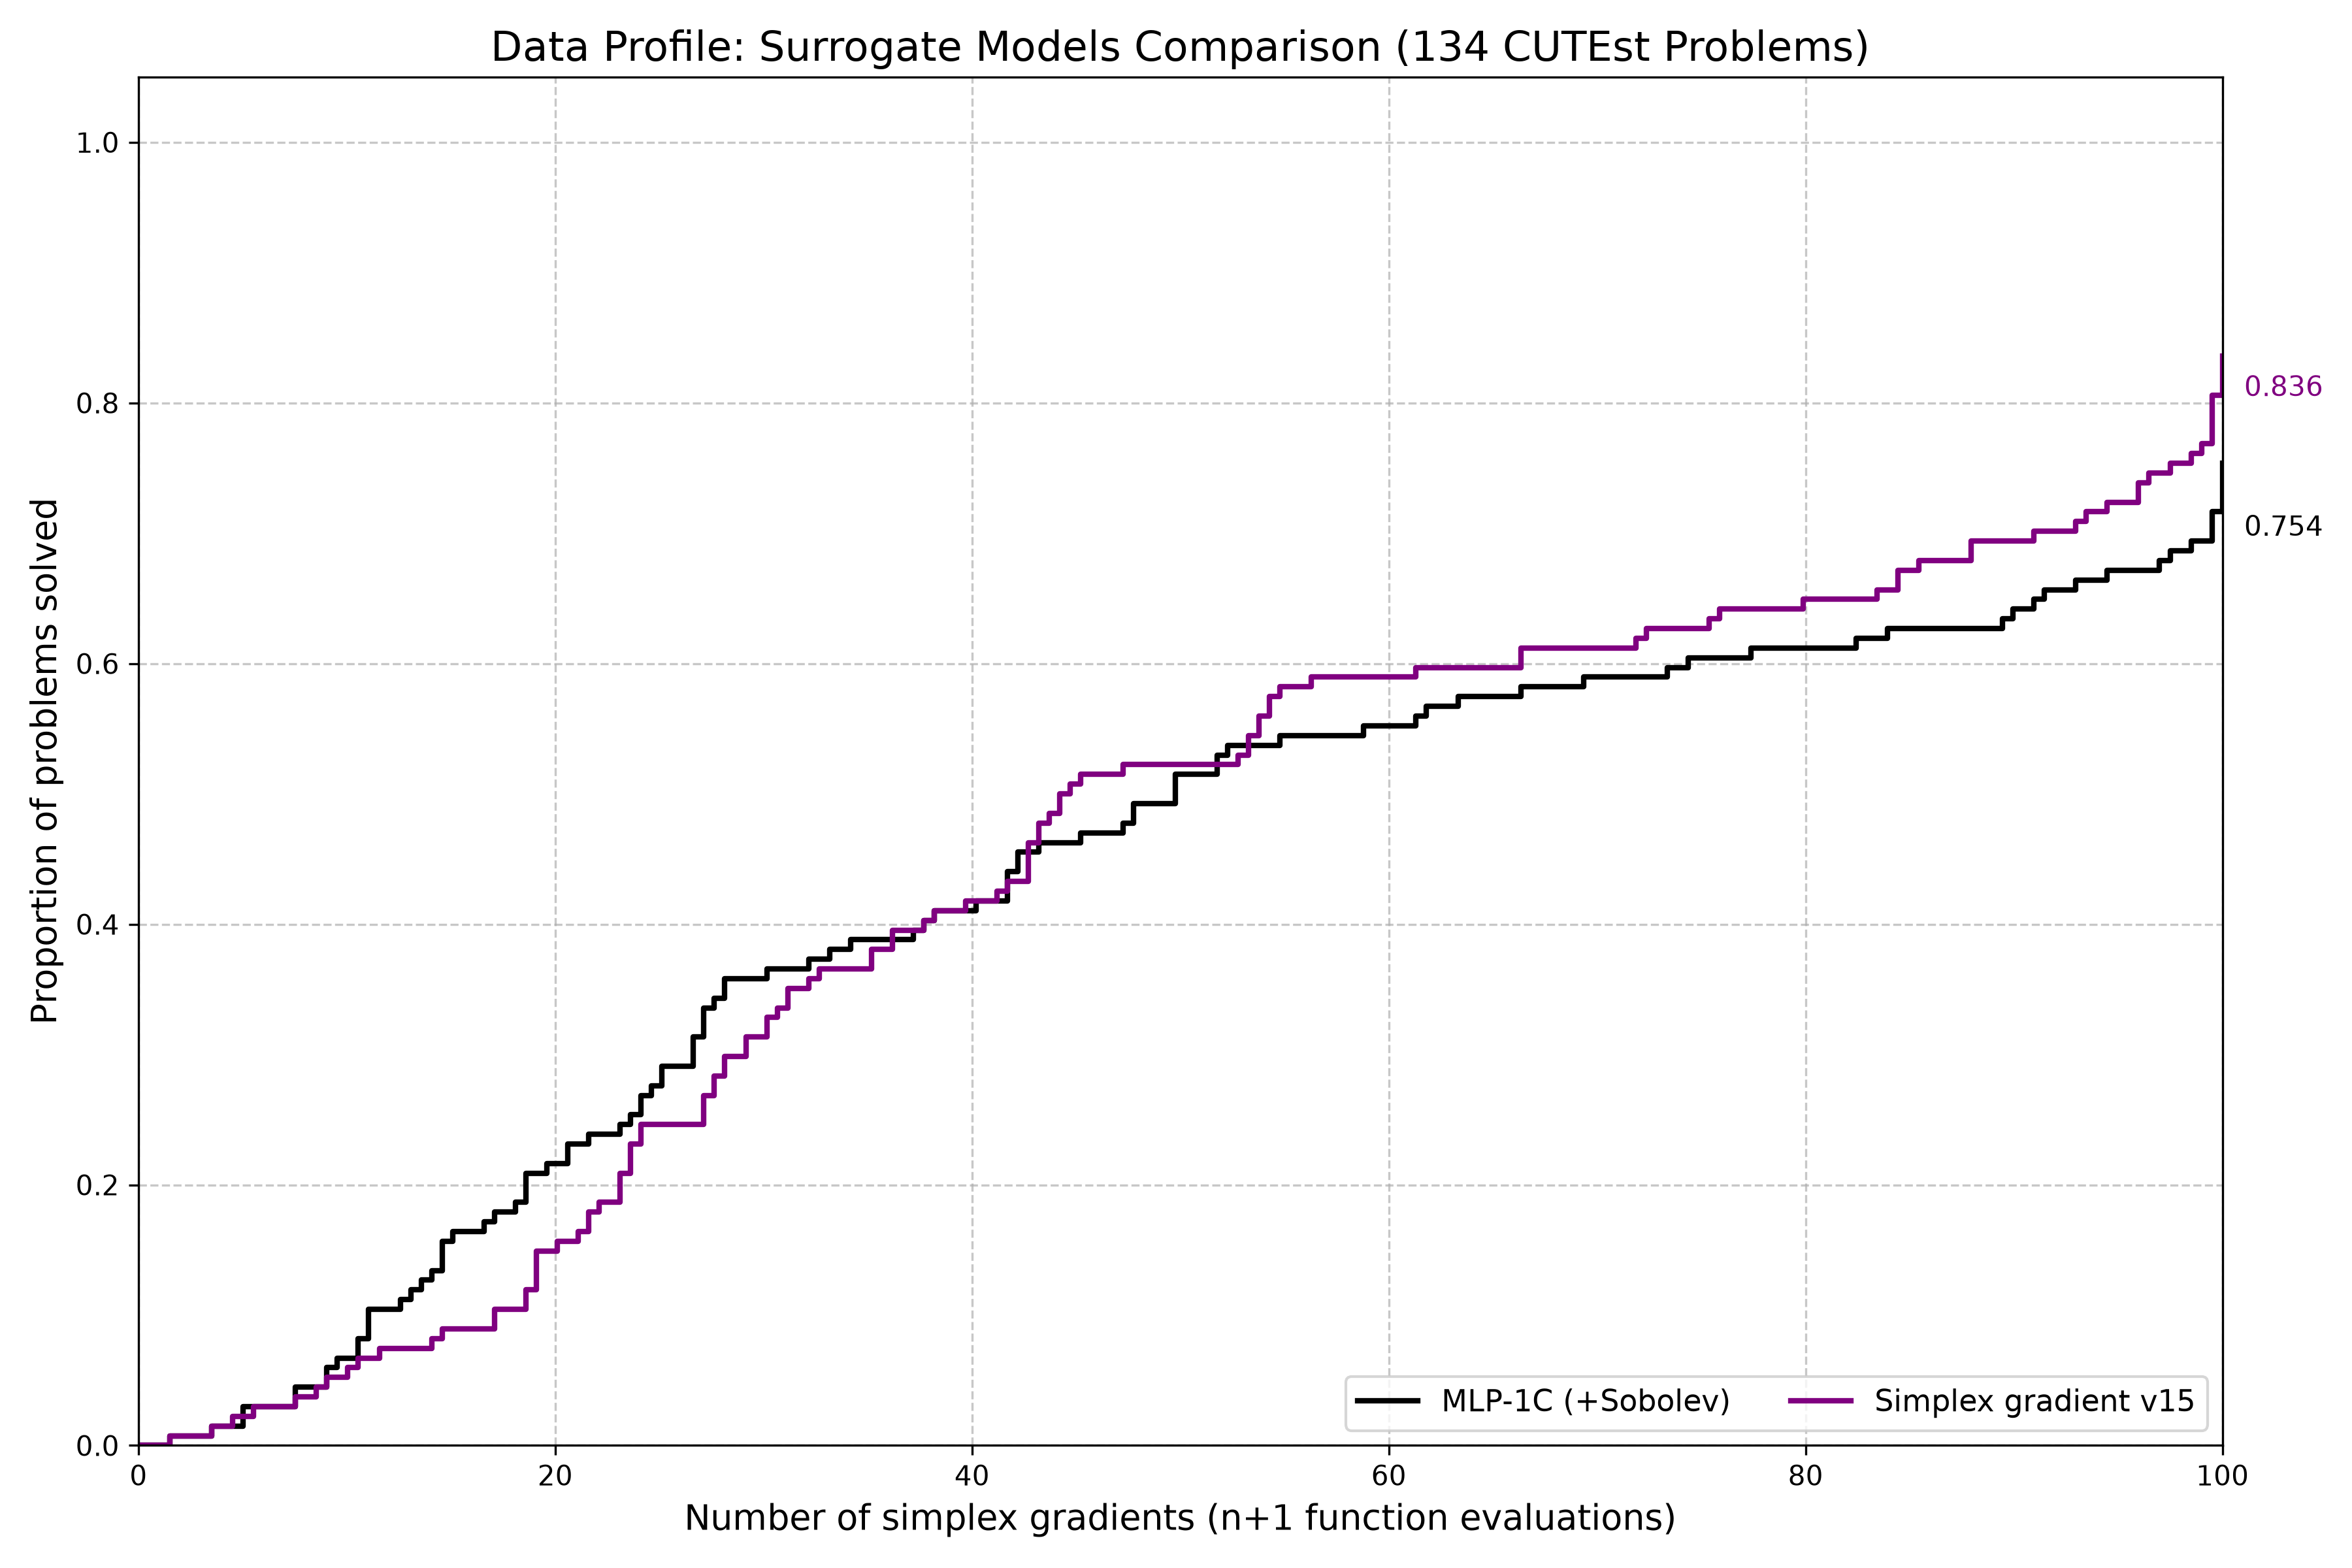 Data Profile: Surrogate Models Comparison (134 CUTEst Problems)
Proportion of problems solved
1.0
0.8
0.6
0.4
0.2
0.0
0.836
0.754
MLP-1C (+Sobolev)
Simplex gradient v15
0
20
40
60
80
100
Number of simplex gradients (n+1 function evaluations)